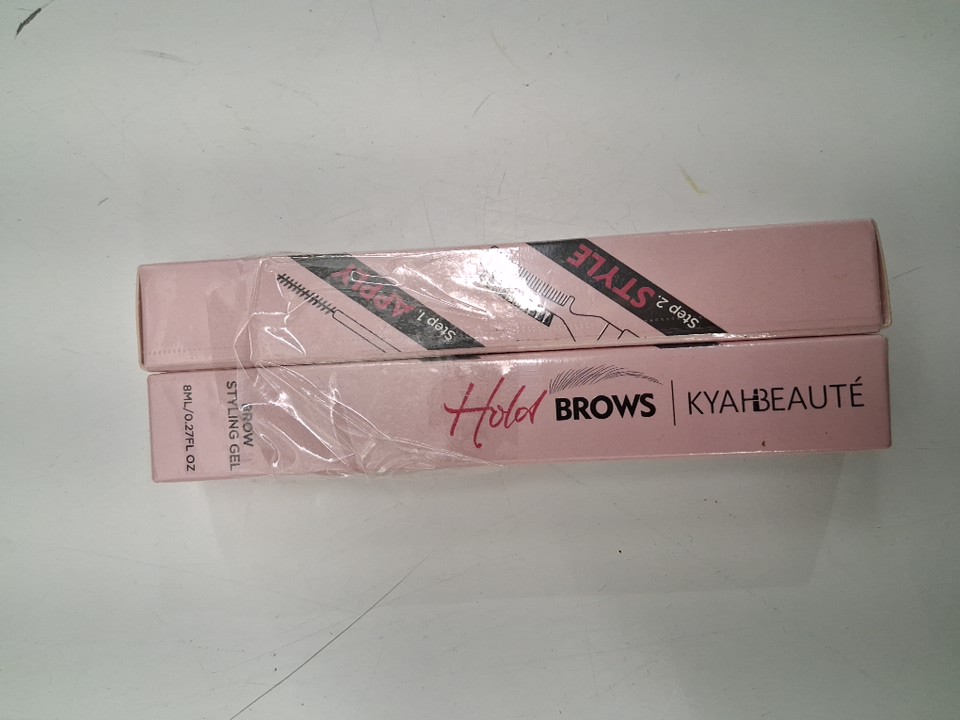 Step 1. APPLY
Step 2. STYLE
Hold BROWS | KYAHBEAUTÉ
BROW
STYLING GEL
8ML/0.27FL OZ